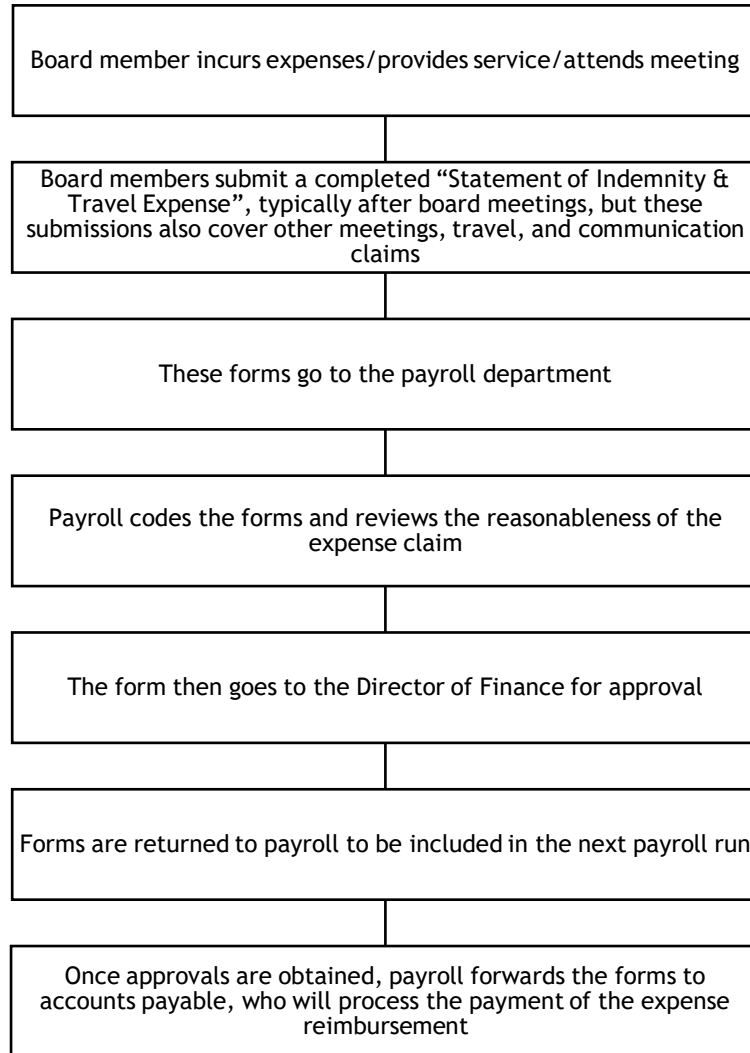 Board member incurs expenses/provides service/attends meeting
Board members submit a completed “Statement of Indemnity &
Travel Expense”, typically after board meetings, but these
submissions also cover other meetings, travel, and communication
claims
These forms go to the payroll department
Payroll codes the forms and reviews the reasonableness of the
expense claim
The form then goes to the Director of Finance for approval
Forms are returned to payroll to be included in the next payroll run
Once approvals are obtained, payroll forwards the forms to
accounts payable, who will process the payment of the expense
reimbursement